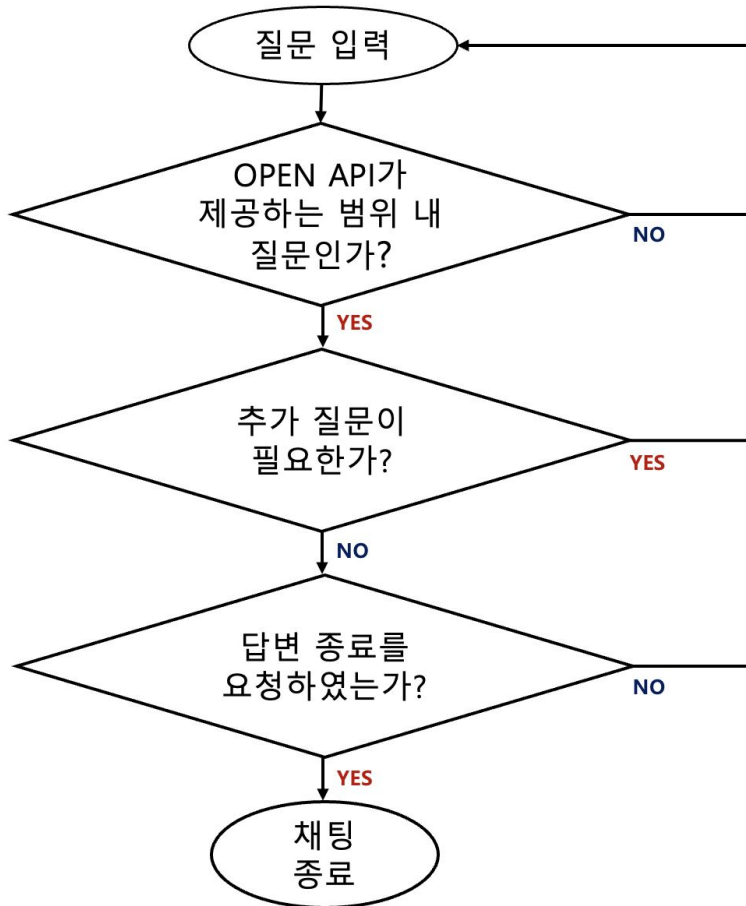 질문 입력
OPEN API가
제공하는 범위 내
질문인가?
NO
YES
추가 질문이
필요한가?
YES
NO
답변 종료를
요청하였는가?
NO
YES
채팅
종료